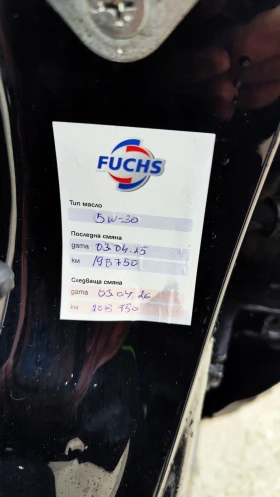 FUCHS
Тип масло
5W-30
Последна смяна
дата 03.04.25
км 198750
Следваща смяна
дата 03.04.26
км 208750